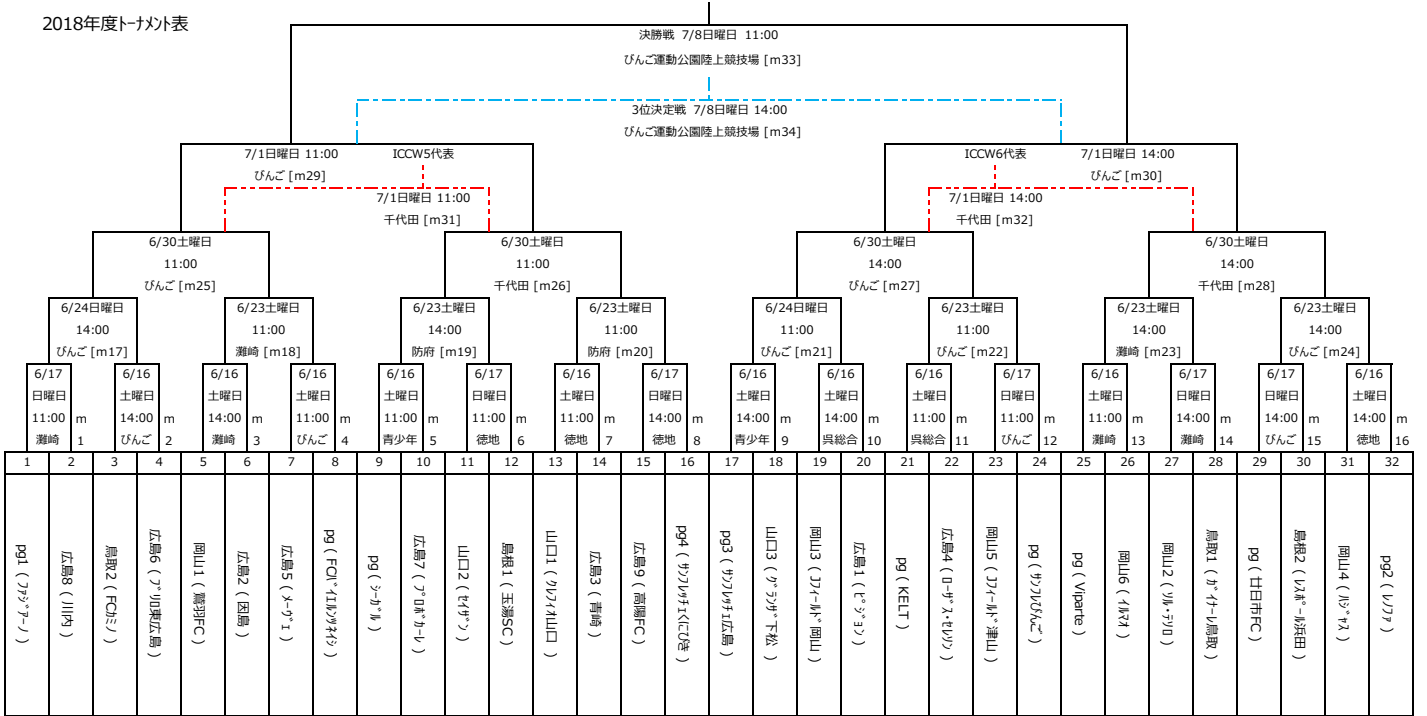 2018年度トーナメント表
決勝戦 7/8日曜日 11:00
びんご運動公園陸上競技場 [m33]
3位決定戦 7/8日曜日 14:00
びんご運動公園陸上競技場 [m34]
7/1日曜日 11:00 ICCW5代表 ICCW6代表 7/1日曜日 14:00
びんご [m29] びんご [m30]
7/1日曜日 11:00 7/1日曜日 14:00
千代田 [m31] 千代田 [m32]
6/30土曜日 6/30土曜日 6/30土曜日 6/30土曜日
11:00 11:00 14:00 14:00
びんご [m25] 千代田 [m26] びんご [m27] 千代田 [m28]
6/24日曜日 6/23土曜日 6/23土曜日 6/23土曜日 6/24日曜日 6/23土曜日 6/23土曜日 6/23土曜日
14:00 11:00 14:00 11:00 11:00 11:00 14:00 14:00
びんご [m17] 灘崎 [m18] 防府 [m19] 防府 [m20] びんご [m21] びんご [m22] 灘崎 [m23] びんご [m24]
6/17 6/16 6/16 6/16 6/16 6/17 6/16 6/17 6/16 6/16 6/16 6/17 6/16 6/17 6/17 6/16
日曜日 土曜日 土曜日 土曜日 土曜日 日曜日 土曜日 日曜日 土曜日 土曜日 土曜日 日曜日 土曜日 日曜日 日曜日 土曜日
11:00 m 14:00 m 14:00 m 11:00 m 11:00 m 11:00 m 11:00 m 14:00 m 14:00 m 14:00 m 11:00 m 11:00 m 11:00 m 14:00 m 14:00 m 14:00 m
灘崎 1 びんご 2 灘崎 3 びんご 4 青少年 5 徳地 6 徳地 7 徳地 8 青少年 9 呉総合 10 呉総合 11 びんご 12 灘崎 13 灘崎 14 びんご 15 徳地 16
1 2 3 4 5 6 7 8 9 10 11 12 13 14 15 16 17 18 19 20 21 22 23 24 25 26 27 28 29 30 31 32
pg1 ( ﾌｧｼﾞｱｰﾉ )
広島8 ( 川内 )
鳥取2 ( FCｶﾐﾉ )
広島6 ( ﾌﾟﾘﾛ東広島 )
岡山1 ( 鷲羽FC )
広島2 ( 因島 )
広島5 ( ﾒｰｳﾞｪ )
pg ( FCﾊﾞｲｴﾙﾝﾂﾈｲｼ )
pg ( ｼｰｶﾞﾙ )
広島7 ( ﾌﾟﾛﾎﾞｶｰﾚ )
山口2 ( ｾｲｻﾞﾝ )
島根1 ( 玉湯SC )
山口1 ( ｸﾚﾌｨｵ山口 )
広島3 ( 青崎 )
広島9 ( 高陽FC )
pg4 ( ｻﾝﾌﾚｯﾁｪくにびき )
pg3 ( ｻﾝﾌﾚｯﾁｪ広島 )
山口3 ( ｸﾞﾗﾝｻﾞ下松 )
岡山3 ( Jﾌｨｰﾙﾄﾞ岡山 )
広島1 ( ﾋﾟｼﾞｮﾝ )
pg ( KELT )
広島4 ( ﾛｰｻﾞｽ･ｾﾚｿﾝ )
岡山5 ( Jﾌｨｰﾙﾄﾞ津山 )
pg ( ｻﾝﾌﾚびんご )
pg ( Viparte )
岡山6 ( ｲﾙﾏｵ )
岡山2 ( ｿﾙ･ﾃﾘﾛ )
鳥取1 ( ｶﾞｲﾅｰﾚ鳥取 )
pg ( 廿日市FC )
島根2 ( ﾚｽﾎﾟｰﾙ浜田 )
岡山4 ( ﾊｼﾞｬｽ )
pg2 ( ﾚﾉﾌｧ )